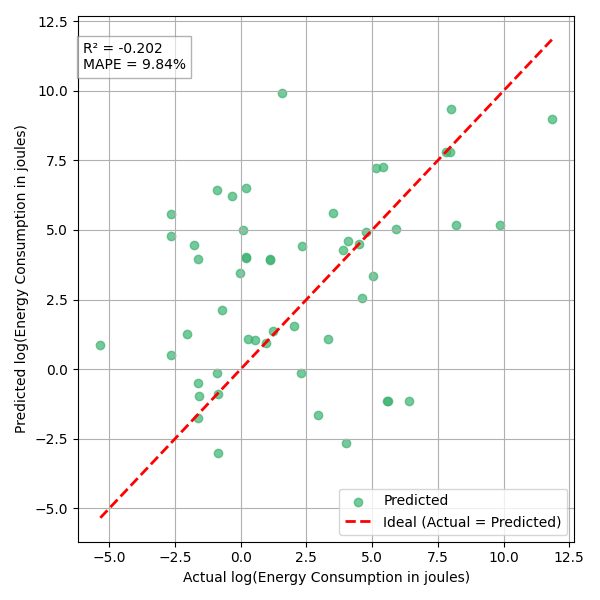 R² = -0.202
MAPE = 9.84%
12.5
10.0
7.5
5.0
2.5
0.0
−2.5
−5.0
Predicted log(Energy Consumption in joules)
Predicted
Ideal (Actual = Predicted)
−5.0 −2.5 0.0 2.5 5.0 7.5 10.0 12.5
Actual log(Energy Consumption in joules)